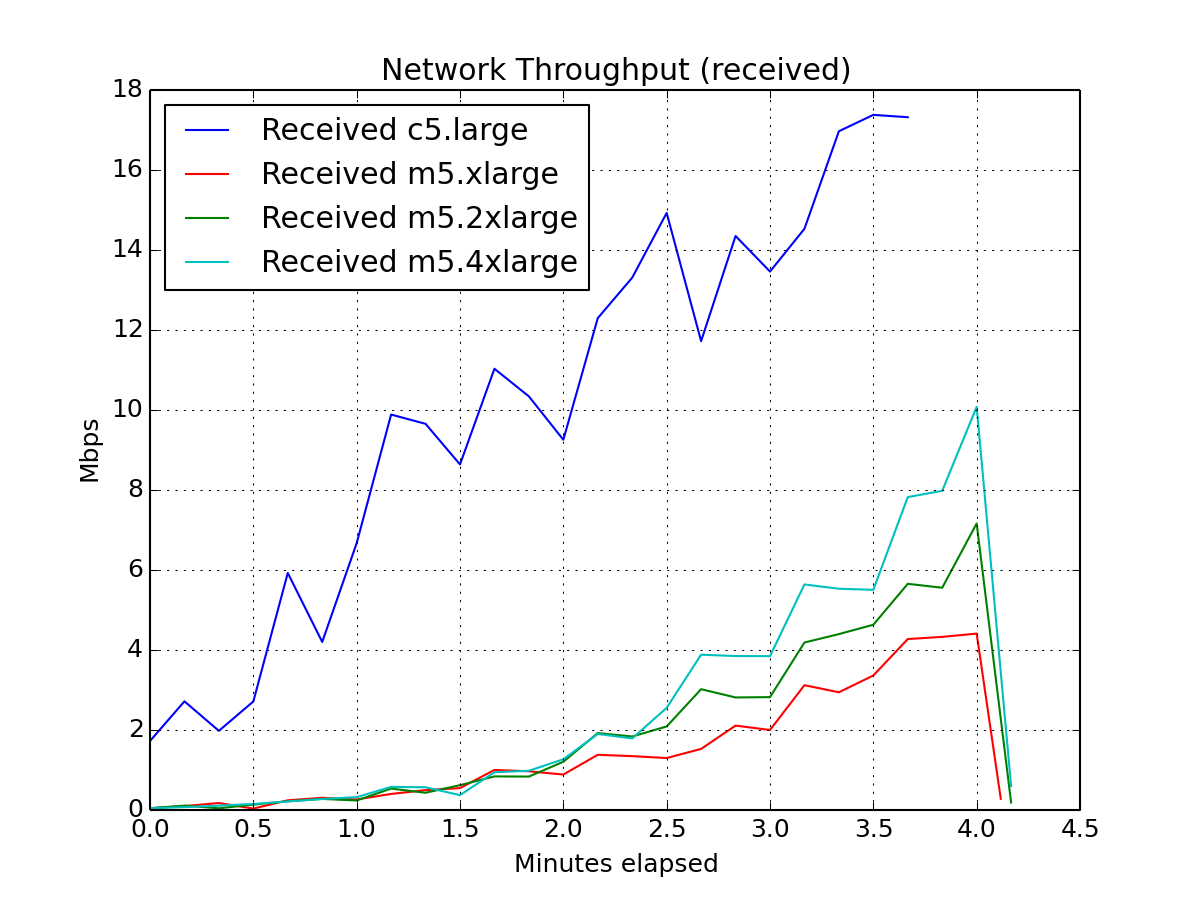 Network Throughput (received)
18
16
14
12
10
8
6
4
2
0
Mbps
Received c5.large
Received m5.xlarge
Received m5.2xlarge
Received m5.4xlarge
0.0 0.5 1.0 1.5 2.0 2.5 3.0 3.5 4.0 4.5
Minutes elapsed